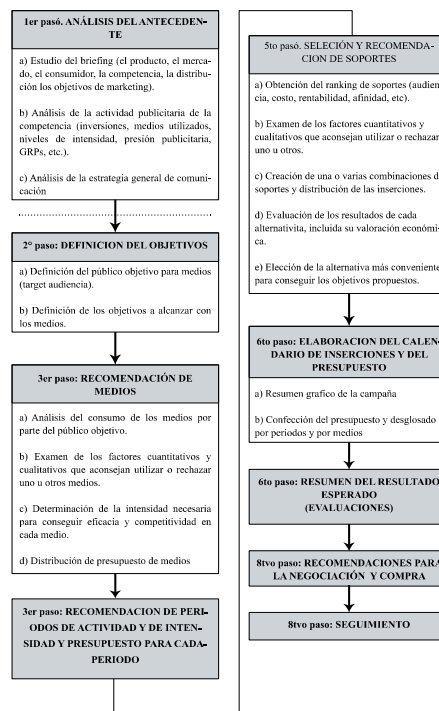 1er pasó. ANÁLISIS DEL ANTECEDEN-
TE
a) Estudio del briefing (el producto, el merca-
do, el consumidor, la competencia, la distribu-
ción los objetivos de marketing).
b) Análisis de la actividad publicitaria de la
competencia (inversiones, medios utilizados,
niveles de intensidad, presión publicitaria,
GRPs, etc.).
c) Análisis de la estrategia general de comuni-
cación
2° paso: DEFINICION DEL OBJETIVOS
a) Definición del público objetivo para medios
(target audiencia).
b) Definición de los objetivos a alcanzar con
los medios.
3er paso: RECOMENDACIÓN DE
MEDIOS
a) Análisis del consumo de los medios por
parte del público objetivo.
b) Examen de los factores cuantitativos y
cualitativos que aconsejan utilizar o rechazar
uno u otros medios.
c) Determinación de la intensidad necesaria
para conseguir eficacia y competitividad en
cada medio.
d) Distribución de presupuesto de medios
3er paso: RECOMENDACION DE PERI-
ODOS DE ACTIVIDAD Y DE INTEN-
SIDAD Y PRESUPUESTO PARA CADA-
PERIODO
5to pasó. SELECIÓN Y RECOMENDA-
CION DE SOPORTES
a) Obtención del ranking de soportes (audien
cia, costo, rentabilidad, afinidad, etc).
b) Examen de los factores cuantitativos y
cualitativos que aconsejan utilizar o rechazar
uno u otros.
c) Creación de una o varias combinaciones d
soportes y distribución de las inserciones.
d) Evaluación de los resultados de cada
alternativita, incluida su valoración económi-
ca.
e) Elección de la alternativa más conveniente
para conseguir los objetivos propuestos.
6to paso: ELABORACION DEL CALEN-
DARIO DE INSERCIONES Y DEL
PRESUPUESTO
a) Resumen grafico de la campaña
b) Confección del presupuesto y desglosado
por periodos y por medios
6to paso: RESUMEN DEL RESULTADO
ESPERADO
(EVALUACIONES)
8tvo paso: RECOMENDACIONES PARA
LA NEGOCIACIÓN Y COMPRA
8tvo paso: SEGUIMIENTO